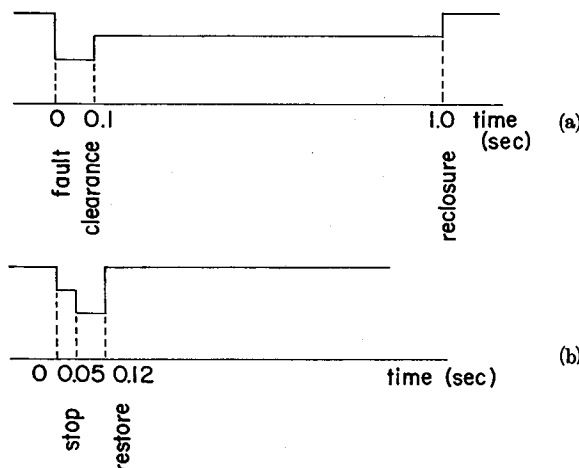 0 0.1 1.0 time (a)
(sec)
fault
clearance
reclosure
(b)
0 0.05 0.12 time (sec)
stop
restore